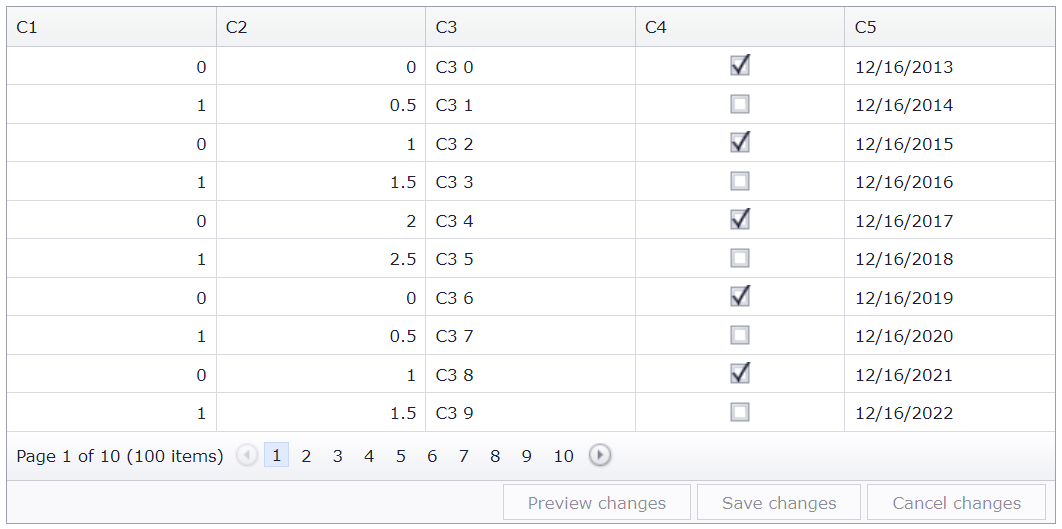 C1 C2 C3 C4 C5
0 0 C3 0 12/16/2013
1 0.5 C3 1 12/16/2014
0 1 C3 2 12/16/2015
1 1.5 C3 3 12/16/2016
0 2 C3 4 12/16/2017
1 2.5 C3 5 12/16/2018
0 0 C3 6 12/16/2019
1 0.5 C3 7 12/16/2020
0 1 C3 8 12/16/2021
1 1.5 C3 9 12/16/2022
Page 1 of 10 (100 items) 1 2 3 4 5 6 7 8 9 10
Preview changes Save changes Cancel changes